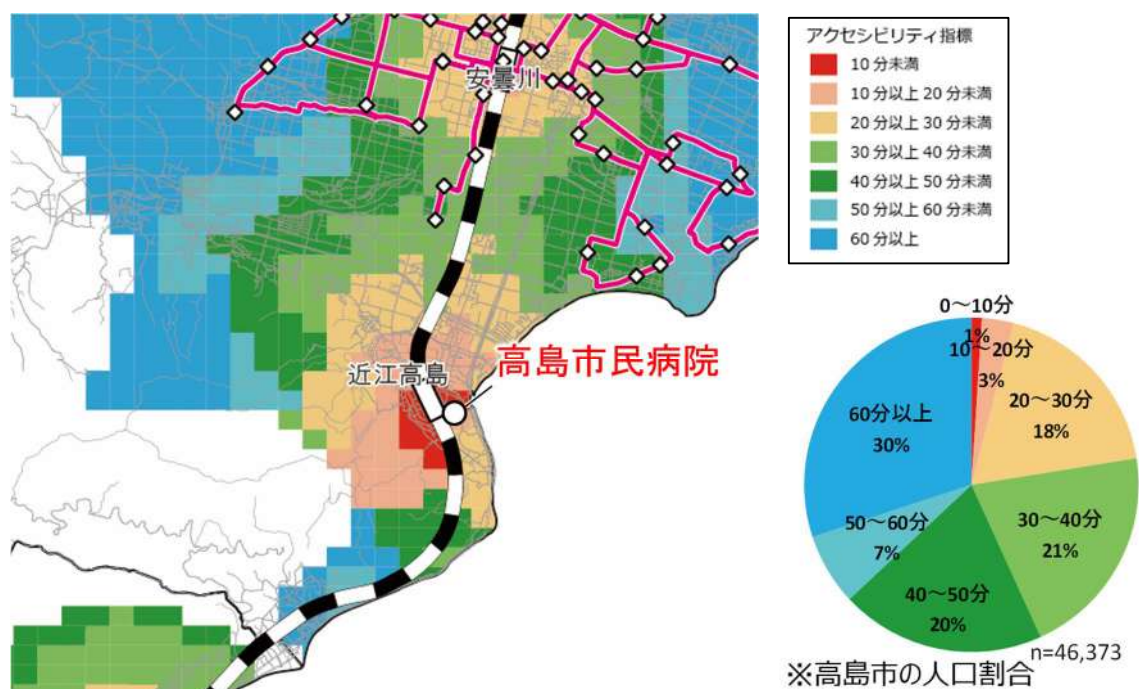 安曇川
近江高島
高島市民病院
アクセシビリティ指標
10分未満
10分以上20分未満
20分以上30分未満
30分以上40分未満
40分以上50分未満
50分以上60分未満
60分以上
0～10分
1%
10～20分
3%
20～30分
18%
30～40分
21%
40～50分
20%
50～60分
7%
60分以上
30%
n=46,373
※高島市の人口割合